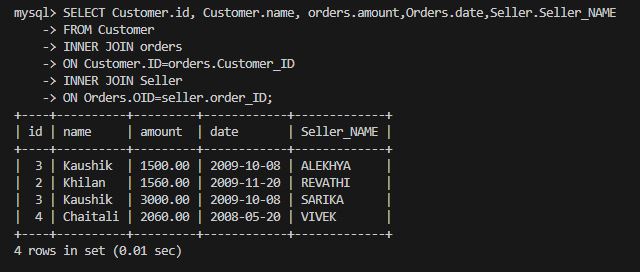 mysql> SELECT Customer.id, Customer.name, orders.amount,Orders.date,Seller.Seller_NAME
    -> FROM Customer
    -> INNER JOIN orders
    -> ON Customer.ID=orders.Customer_ID
    -> INNER JOIN Seller
    -> ON Orders.OID=seller.order_ID;
+----+----------+---------+------------+-------------+
| id | name     | amount  | date       | Seller_NAME |
+----+----------+---------+------------+-------------+
|  3 | Kaushik  | 1500.00 | 2009-10-08 | ALEKHYA     |
|  2 | Khilan   | 1560.00 | 2009-11-20 | REVATHI     |
|  3 | Kaushik  | 3000.00 | 2009-10-08 | SARIKA      |
|  4 | Chaitali | 2060.00 | 2008-05-20 | VIVEK       |
+----+----------+---------+------------+-------------+
4 rows in set (0.01 sec)